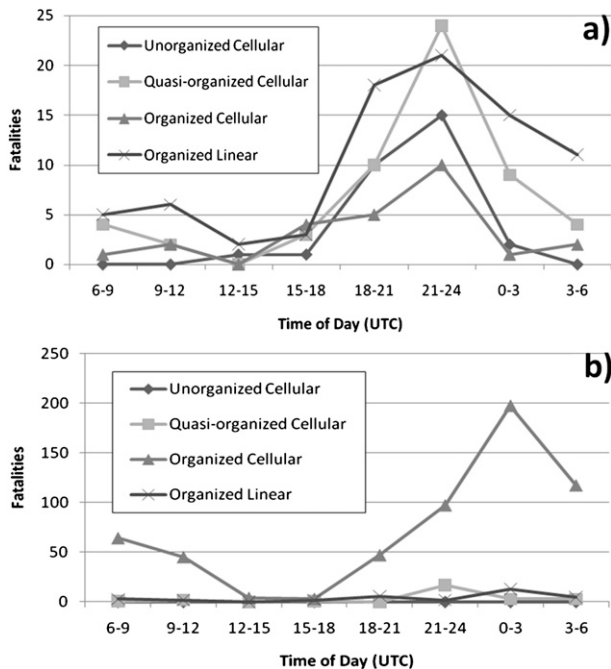 a)
25
20
15
10
5
0
Fatalities
Unorganized Cellular
Quasi-organized Cellular
Organized Cellular
Organized Linear
6-9 9-12 12-15 15-18 18-21 21-24 0-3 3-6
Time of Day (UTC)
b)
250
200
150
100
50
0
Fatalities
Unorganized Cellular
Quasi-organized Cellular
Organized Cellular
Organized Linear
6-9 9-12 12-15 15-18 18-21 21-24 0-3 3-6
Time of Day (UTC)